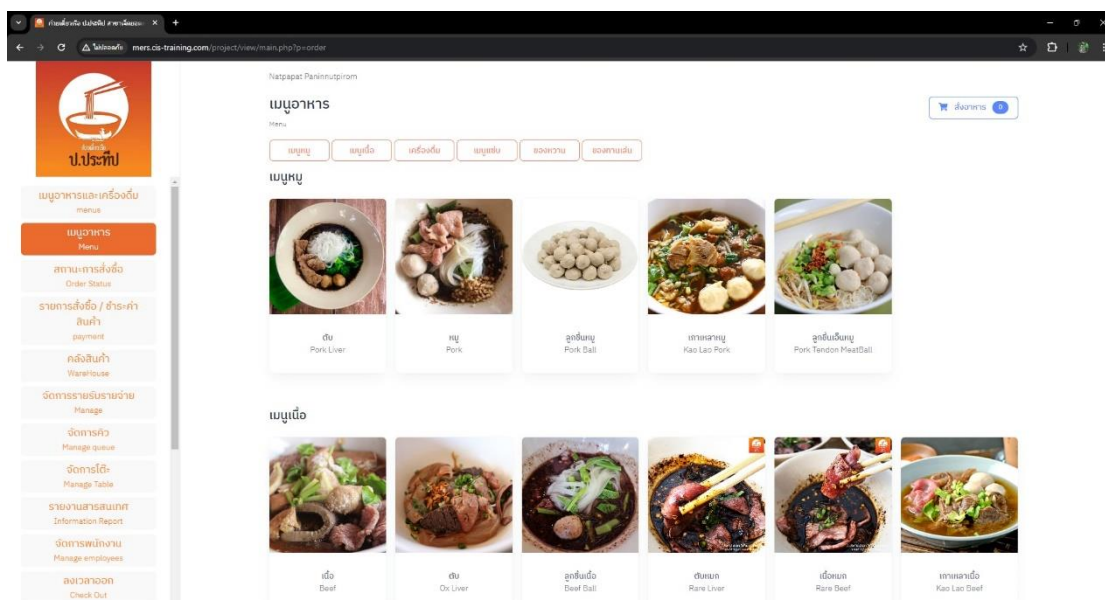 ไม่ปลอดภัย mers.cis-training.com/project/view/main.php?p=order
ป.ประทีป
เมนูอาหารและเครื่องดื่ม
menus
เมนูอาหาร
Menu
สถานะการสั่งซื้อ
Order Status
รายการสั่งซื้อ / ชำระค่า
สินค้า
payment
คลังสินค้า
WareHouse
จัดการรายรับรายจ่าย
Manage
จัดการคิว
Manage queue
จัดการโต๊ะ
Manage Table
รายงานสารสนเทศ
Information Report
จัดการพนักงาน
Manage employees
ลงเวลาออก
Check Out
Natpapat Paninnutpirom
เมนูอาหาร
Menu
สั่งอาหาร 0
เมนูหมู เมนูเนื้อ เครื่องดื่ม เมนูแซ่บ ของหวาน ของทานเล่น
เมนูหมู
ตับ
Pork Liver
หมู
Pork
ลูกชิ้นหมู
Pork Ball
เกาเหลาหมู
Kao Lao Pork
ลูกชิ้นเอ็นหมู
Pork Tendon MeatBall
เมนูเนื้อ
เนื้อ
Beef
ตับ
Ox Liver
ลูกชิ้นเนื้อ
Beef Ball
ตับหมก
Rare Liver
เนื้อหมก
Rare Beef
เกาเหลาเนื้อ
Kao Lao Beef